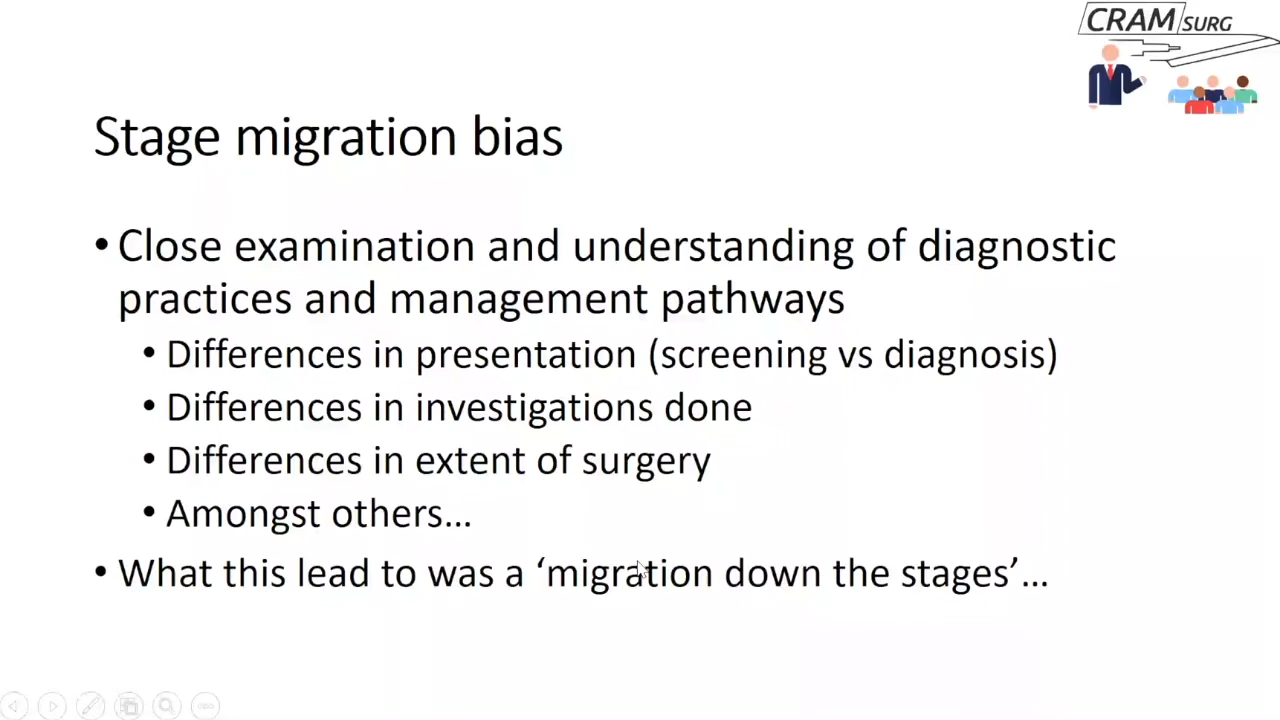 CRAM SURG
Stage migration bias
• Close examination and understanding of diagnostic
practices and management pathways
• Differences in presentation (screening vs diagnosis)
• Differences in investigations done
• Differences in extent of surgery
• Amongst others…
• What this lead to was a ‘migration down the stages’…